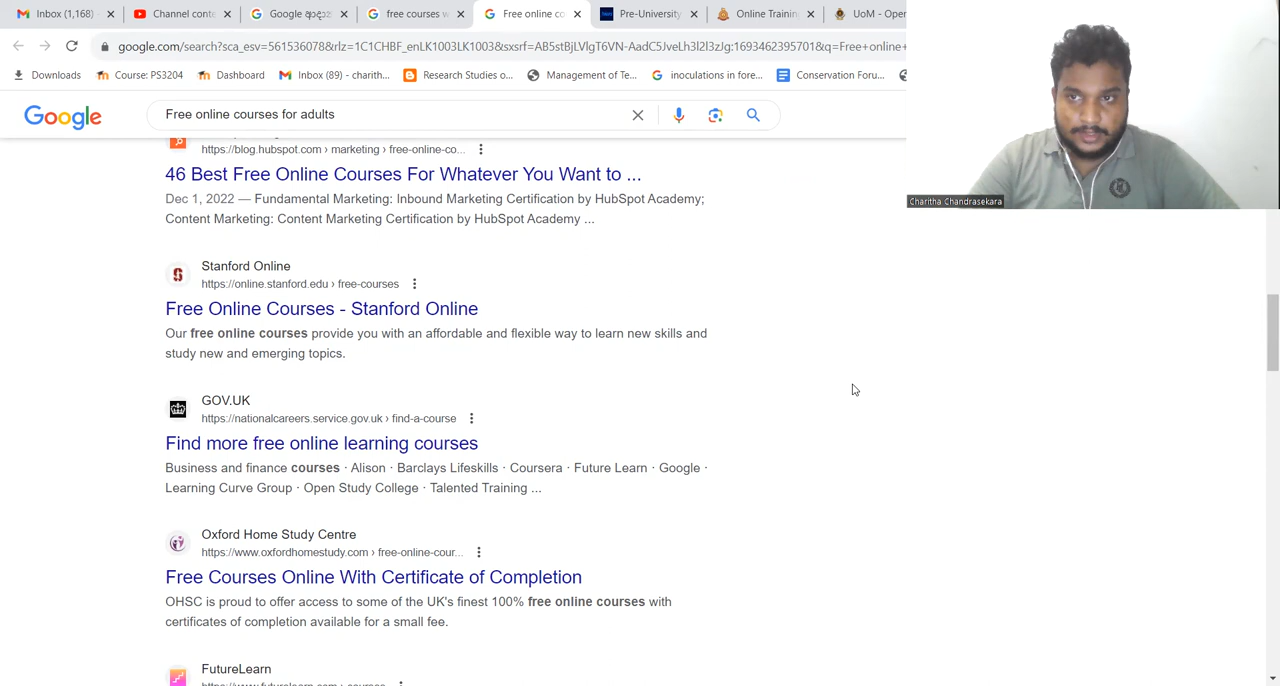 Inbox (1,168)
Channel conte
Google
free courses w
Free online co
Pre-University
Online Trainin
UoM - Open
google.com/search?sca_esv=561536078&rlz=1C1CHBF_enLK1003LK1003&sxsrf=AB5stBjLVlgT6VN-AadC5JveLh3l2l3zJg:1693462395701&q=Free+online+
Downloads
Course: PS3204
Dashboard
Inbox (89) - charith...
Research Studies o...
Management of Te...
inoculations in fore...
Conservation Foru...
Google
Free online courses for adults
https://blog.hubspot.com › marketing › free-online-co...
46 Best Free Online Courses For Whatever You Want to ...
Dec 1, 2022 — Fundamental Marketing: Inbound Marketing Certification by HubSpot Academy;
Content Marketing: Content Marketing Certification by HubSpot Academy ...
Stanford Online
https://online.stanford.edu › free-courses
Free Online Courses - Stanford Online
Our free online courses provide you with an affordable and flexible way to learn new skills and
study new and emerging topics.
GOV.UK
https://nationalcareers.service.gov.uk › find-a-course
Find more free online learning courses
Business and finance courses · Alison · Barclays Lifeskills · Coursera · Future Learn · Google ·
Learning Curve Group · Open Study College · Talented Training ...
Oxford Home Study Centre
https://www.oxfordhomestudy.com › free-online-cour...
Free Courses Online With Certificate of Completion
OHSC is proud to offer access to some of the UK's finest 100% free online courses with
certificates of completion available for a small fee.
FutureLearn
Charitha Chandrasekara